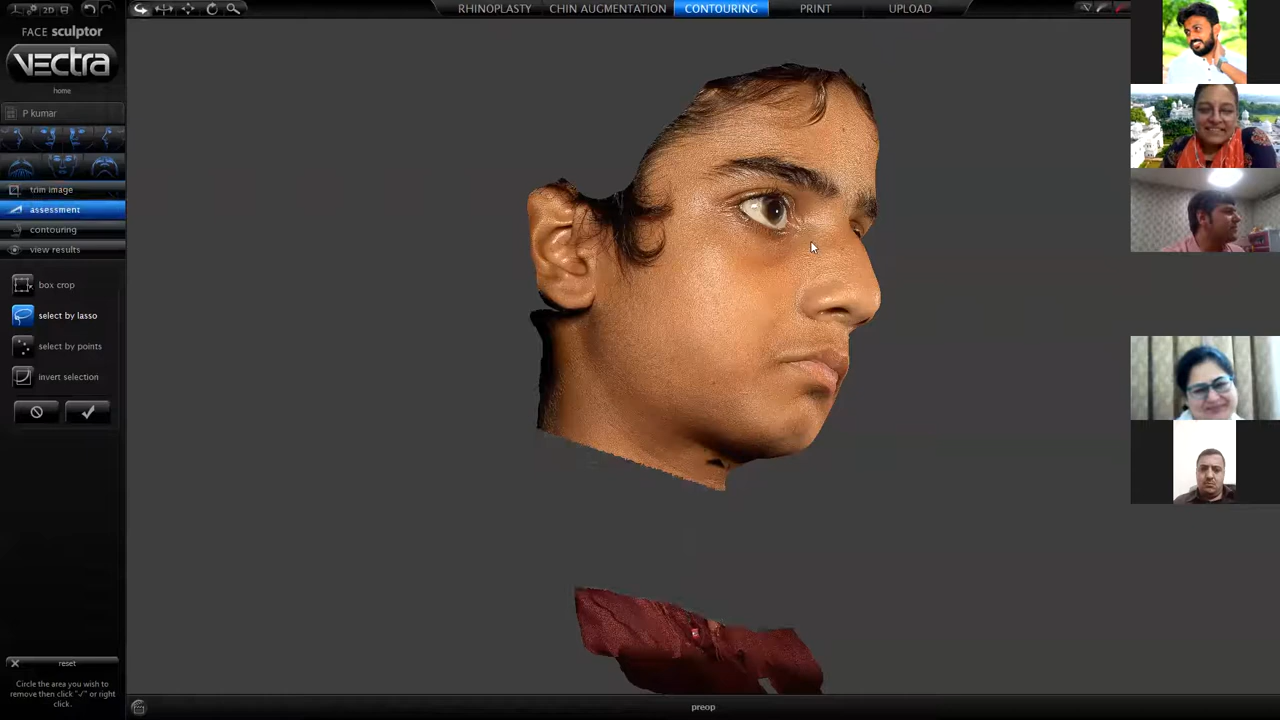 2D
RHINOPLASTY
CHIN AUGMENTATION
CONTOURING
PRINT
UPLOAD
FACE sculptor
VECTRA
home
P kumar
trim image
assessment
contouring
view results
box crop
select by lasso
select by points
invert selection
reset
Circle the area you wish to
remove then click "✓" or right
click.
preop